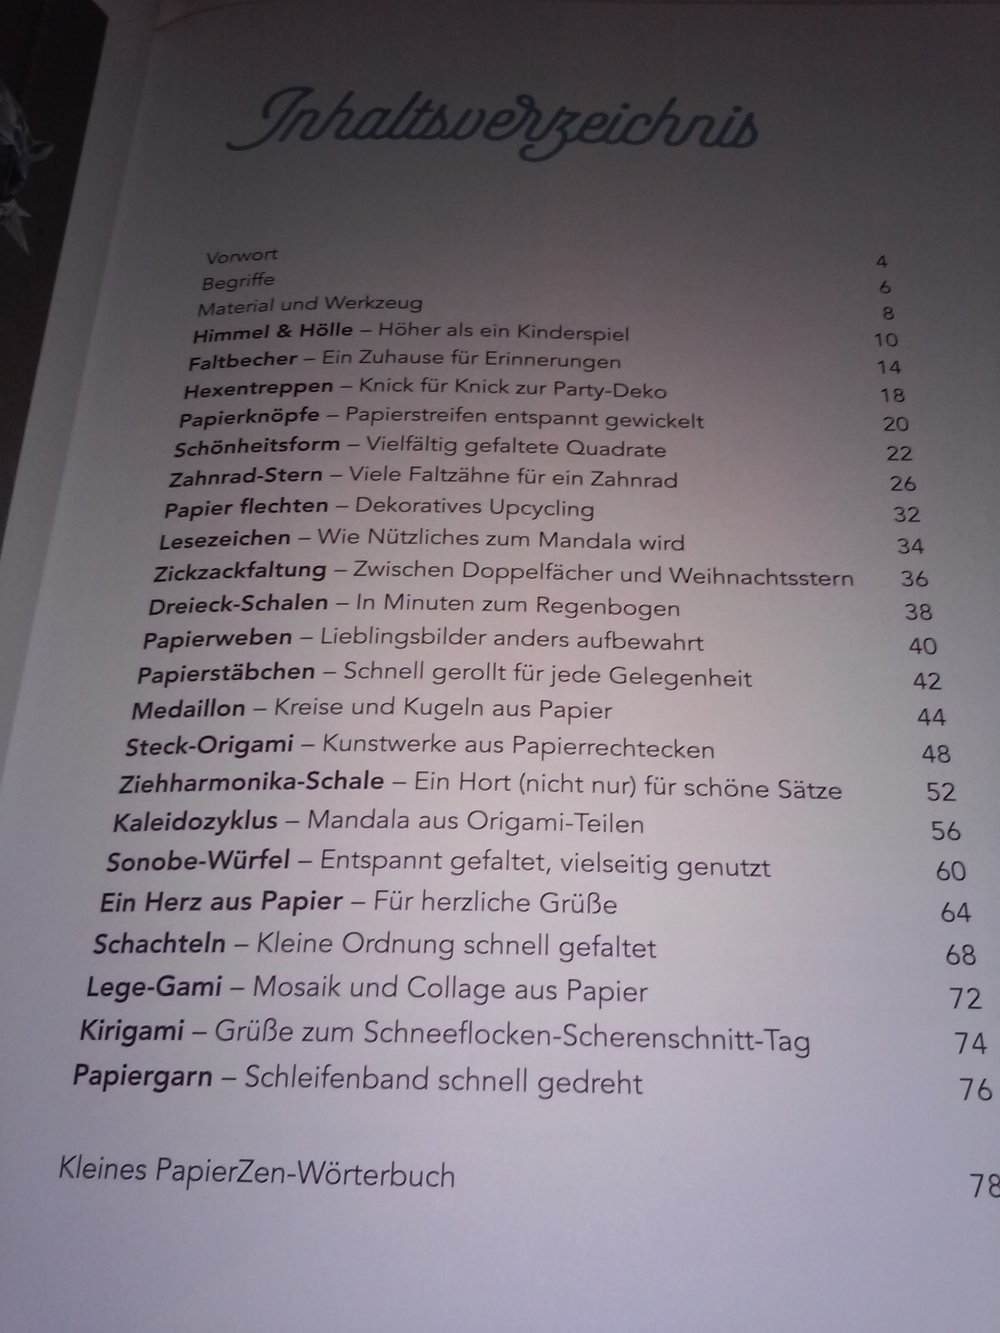 Inhaltsverzeichnis
Vorwort 4
Begriffe 6
Material und Werkzeug 8
Himmel & Hölle – Höher als ein Kinderspiel 10
Faltbecher – Ein Zuhause für Erinnerungen 14
Hexentreppen – Knick für Knick zur Party-Deko 18
Papierknöpfe – Papierstreifen entspannt gewickelt 20
Schönheitsform – Vielfältig gefaltete Quadrate 22
Zahnrad-Stern – Viele Faltzähne für ein Zahnrad 26
Papier flechten – Dekoratives Upcycling 32
Lesezeichen – Wie Nützliches zum Mandala wird 34
Zickzackfaltung – Zwischen Doppelfächer und Weihnachtsstern 36
Dreieck-Schalen – In Minuten zum Regenbogen 38
Papierweben – Lieblingsbilder anders aufbewahrt 40
Papierstäbchen – Schnell gerollt für jede Gelegenheit 42
Medaillon – Kreise und Kugeln aus Papier 44
Steck-Origami – Kunstwerke aus Papierrechtecken 48
Ziehharmonika-Schale – Ein Hort (nicht nur) für schöne Sätze 52
Kaleidozyklus – Mandala aus Origami-Teilen 56
Sonobe-Würfel – Entspannt gefaltet, vielseitig genutzt 60
Ein Herz aus Papier – Für herzliche Grüße 64
Schachteln – Kleine Ordnung schnell gefaltet 68
Lege-Gami – Mosaik und Collage aus Papier 72
Kirigami – Grüße zum Schneeflocken-Scherenschnitt-Tag 74
Papiergarn – Schleifenband schnell gedreht 76
Kleines PapierZen-Wörterbuch 78